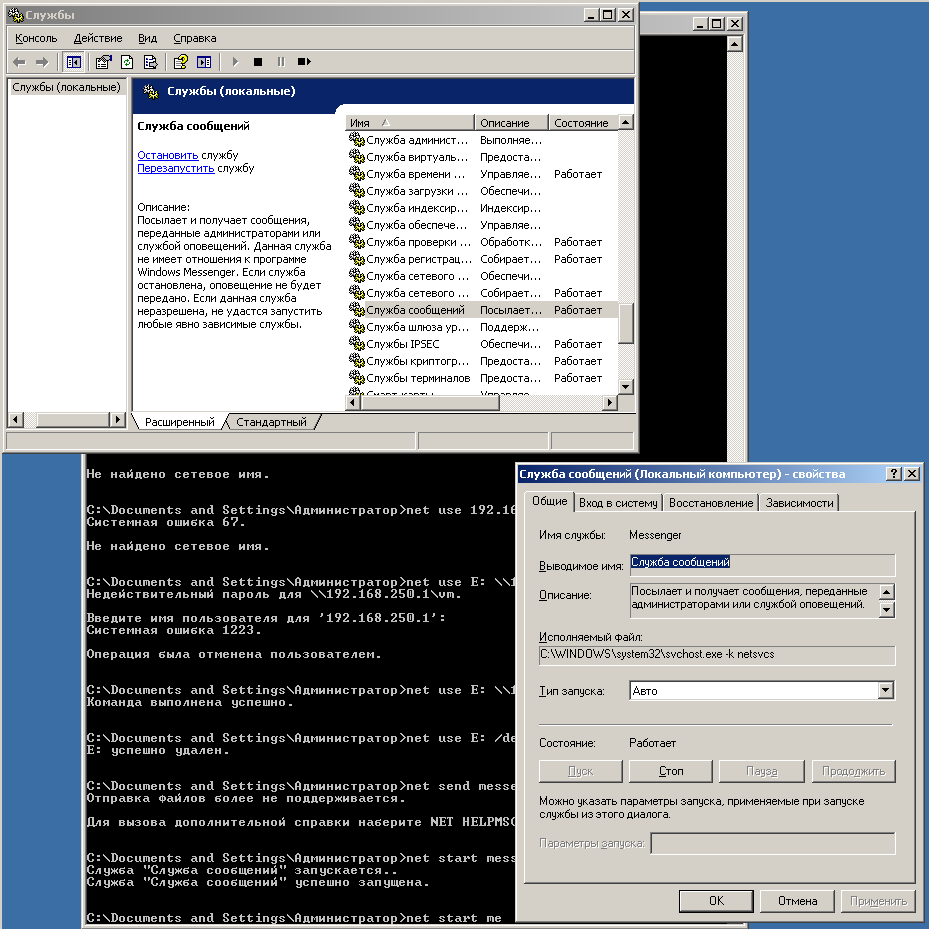 Службы
Консоль Действие Вид Справка
Службы (локальные)
Службы (локальные)
Служба сообщений
Остановить службу
Перезапустить службу
Описание:
Посылает и получает сообщения,
переданные администраторами или
службой оповещений. Данная служба
не имеет отношения к программе
Windows Messenger. Если служба
остановлена, оповещение не будет
передано. Если данная служба
неразрешена, не удастся запустить
любые явно зависимые службы.
Имя Описание Состояние
Служба админист... Выполняе...
Служба виртуаль... Предоста...
Служба времени ... Управляе... Работает
Служба загрузки ... Обеспечи...
Служба индексир... Индексир...
Служба обеспече... Управляе...
Служба проверки ... Обработк... Работает
Служба регистрац... Собирает... Работает
Служба сетевого ... Обеспечи...
Служба сетевого ... Собирает... Работает
Служба сообщений Посылает... Работает
Служба шлюза ур... Поддерж...
Службы IPSEC Обеспечи... Работает
Службы криптогр... Предоста... Работает
Службы терминалов Предоста... Работает
Смарт-карты Управляе...
Расширенный Стандартный
Не найдено сетевое имя.
C:\Documents and Settings\Администратор>net use 192.16
Системная ошибка 67.
Не найдено сетевое имя.
C:\Documents and Settings\Администратор>net use E: \\1
Недействительный пароль для \\192.168.250.1\vm.
Введите имя пользователя для '192.168.250.1':
Системная ошибка 1223.
Операция была отменена пользователем.
C:\Documents and Settings\Администратор>net use E: \\1
Команда выполнена успешно.
C:\Documents and Settings\Администратор>net use E: /de
E: успешно удален.
C:\Documents and Settings\Администратор>net send messe
Отправка файлов более не поддерживается.
Для вызова дополнительной справки наберите NET HELPMSG
C:\Documents and Settings\Администратор>net start mess
Служба "Служба сообщений" запускается..
Служба "Служба сообщений" успешно запущена.
C:\Documents and Settings\Администратор>net start me
Служба сообщений (Локальный компьютер) - свойства
Общие Вход в систему Восстановление Зависимости
Имя службы: Messenger
Выводимое имя: Служба сообщений
Описание: Посылает и получает сообщения, переданные
администраторами или службой оповещений.
Исполняемый файл:
C:\WINDOWS\system32\svchost.exe -k netsvcs
Тип запуска: Авто
Состояние: Работает
Пуск Стоп Пауза Продолжить
Можно указать параметры запуска, применяемые при запуске
службы из этого диалога.
Параметры запуска:
OK Отмена Применить